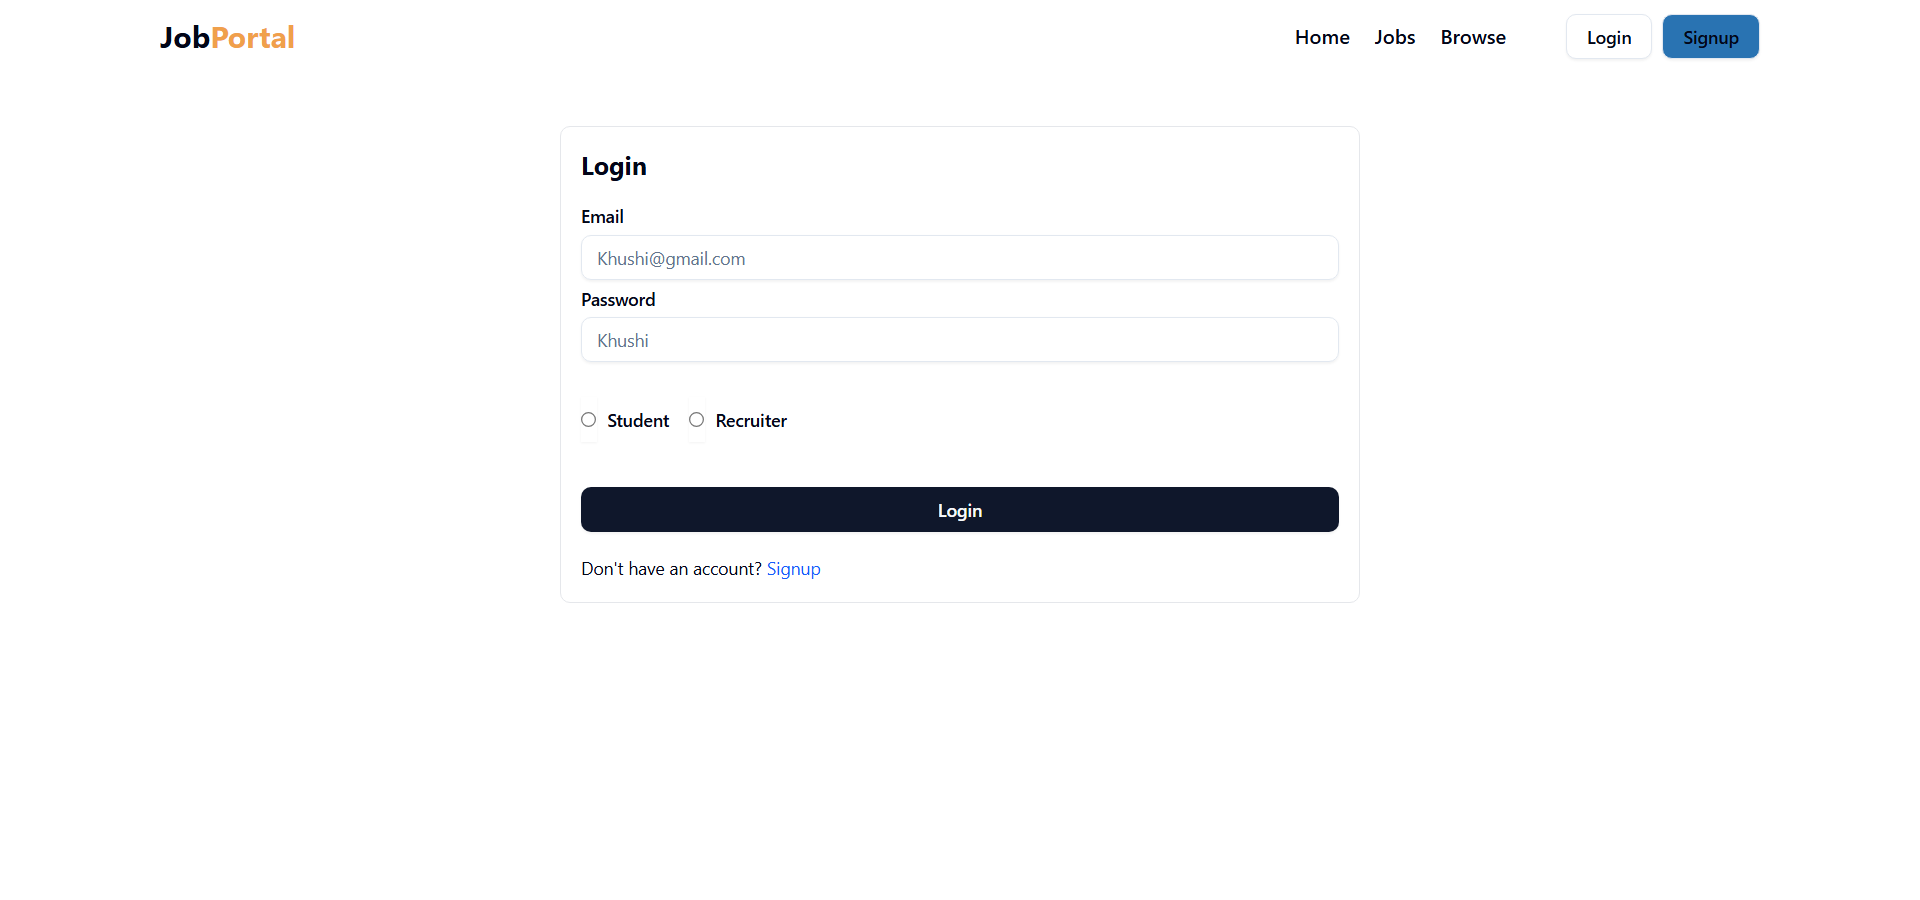 JobPortal Home Jobs Browse Login Signup
Login
Email
Khushi@gmail.com
Password
Khushi
Student Recruiter
Login
Don't have an account? Signup